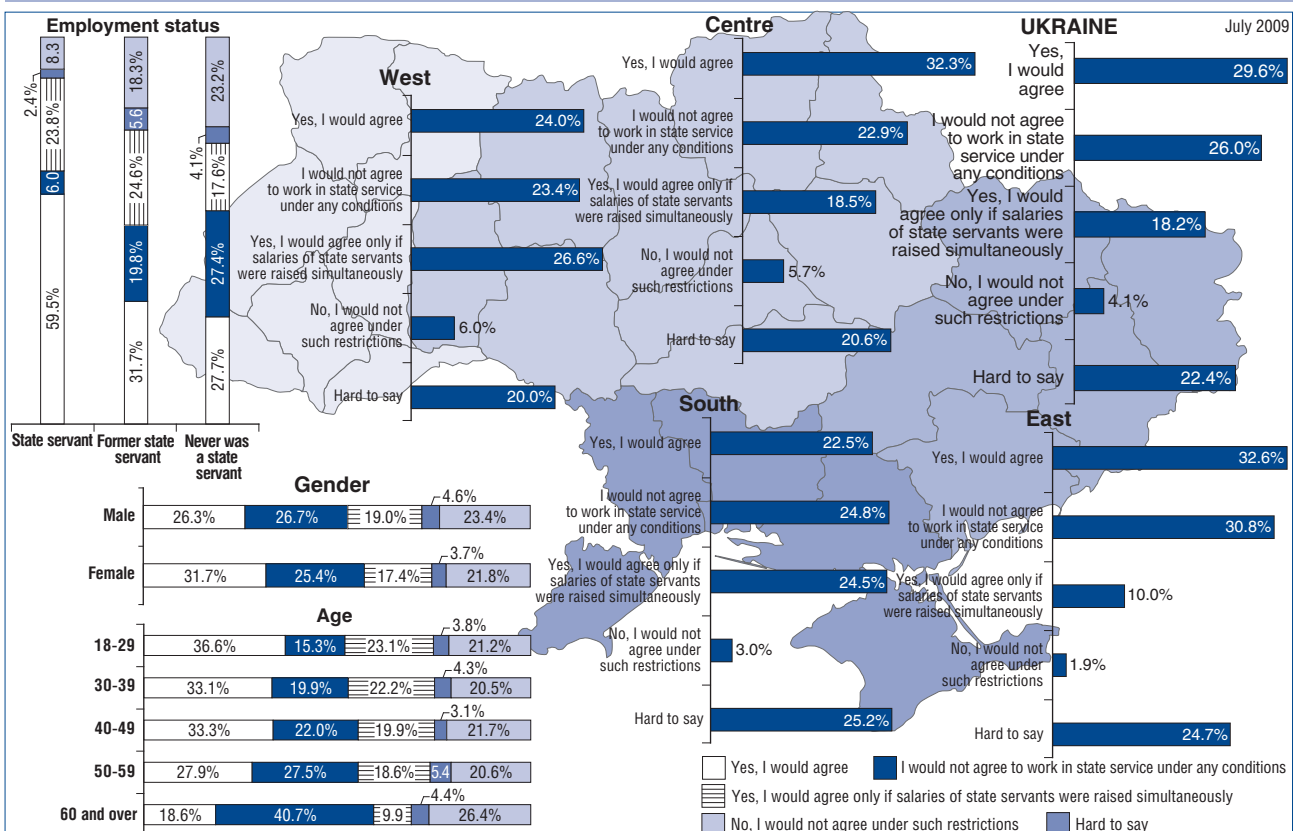 Employment status
8.3
2.4%
23.8%
6.0
59.5%
18.3%
5.6
24.6%
19.8%
31.7%
23.2%
4.1%
17.6%
27.4%
27.7%
State servant
Former state
servant
Never was
a state
servant
West
Yes, I would agree
24.0%
I would not agree
to work in state service
under any conditions
23.4%
Yes, I would agree only if
salaries of state servants
were raised simultaneously
26.6%
No, I would not
agree under
such restrictions
6.0%
Hard to say
20.0%
Centre
Yes, I would agree
32.3%
I would not agree
to work in state service
under any conditions
22.9%
Yes, I would agree only if
salaries of state servants
were raised simultaneously
18.5%
No, I would not
agree under
such restrictions
5.7%
Hard to say
20.6%
UKRAINE
July 2009
Yes,
I would
agree
29.6%
I would not agree
to work in state
service under
any conditions
26.0%
Yes, I would
agree only if salaries
of state servants were
raised simultaneously
18.2%
No, I would not
agree under
such restrictions
4.1%
Hard to say
22.4%
South
Yes, I would agree
22.5%
I would not agree
to work in state service
under any conditions
24.8%
Yes, I would agree only if
salaries of state servants
were raised simultaneously
24.5%
No, I would not
agree under
such restrictions
3.0%
Hard to say
25.2%
East
Yes, I would agree
32.6%
I would not agree
to work in state service
under any conditions
30.8%
Yes, I would agree only if
salaries of state servants
were raised simultaneously
10.0%
No, I would not
agree under
such restrictions
1.9%
Hard to say
24.7%
Gender
Male 26.3% 26.7% 19.0% 4.6% 23.4%
Female 31.7% 25.4% 17.4% 3.7% 21.8%
Age
18-29 36.6% 15.3% 23.1% 3.8% 21.2%
30-39 33.1% 19.9% 22.2% 4.3% 20.5%
40-49 33.3% 22.0% 19.9% 3.1% 21.7%
50-59 27.9% 27.5% 18.6% 5.4 20.6%
60 and over 18.6% 40.7% 9.9 4.4% 26.4%
Yes, I would agree
I would not agree to work in state service under any conditions
Yes, I would agree only if salaries of state servants were raised simultaneously
No, I would not agree under such restrictions
Hard to say